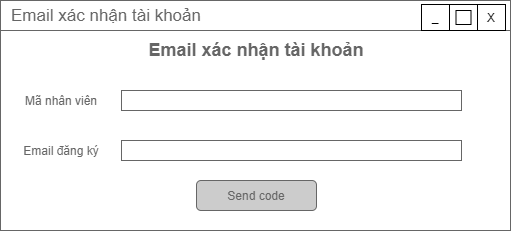 Email xác nhận tài khoản
_ X
Email xác nhận tài khoản
Mã nhân viên
Email đăng ký
Send code